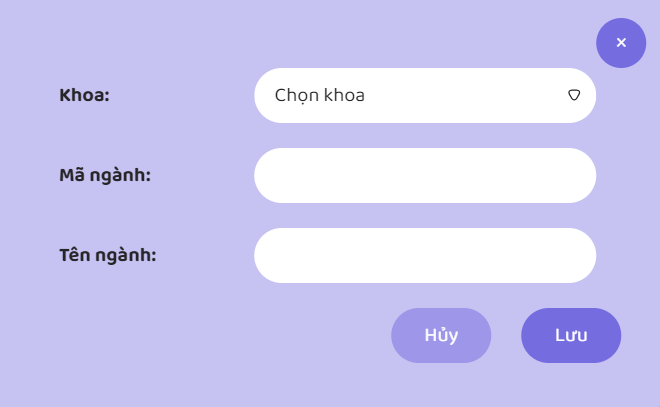 ×
Khoa: Chọn khoa
Mã ngành:
Tên ngành:
Hủy Lưu